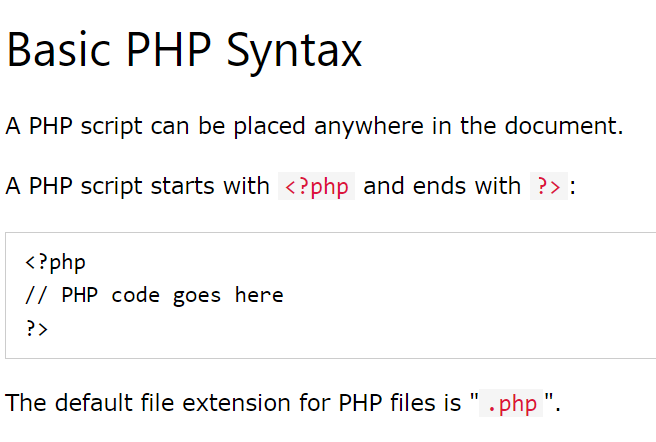 Basic PHP Syntax
A PHP script can be placed anywhere in the document.
A PHP script starts with <?php and ends with ?>:
<?php
// PHP code goes here
?>
The default file extension for PHP files is ".php".